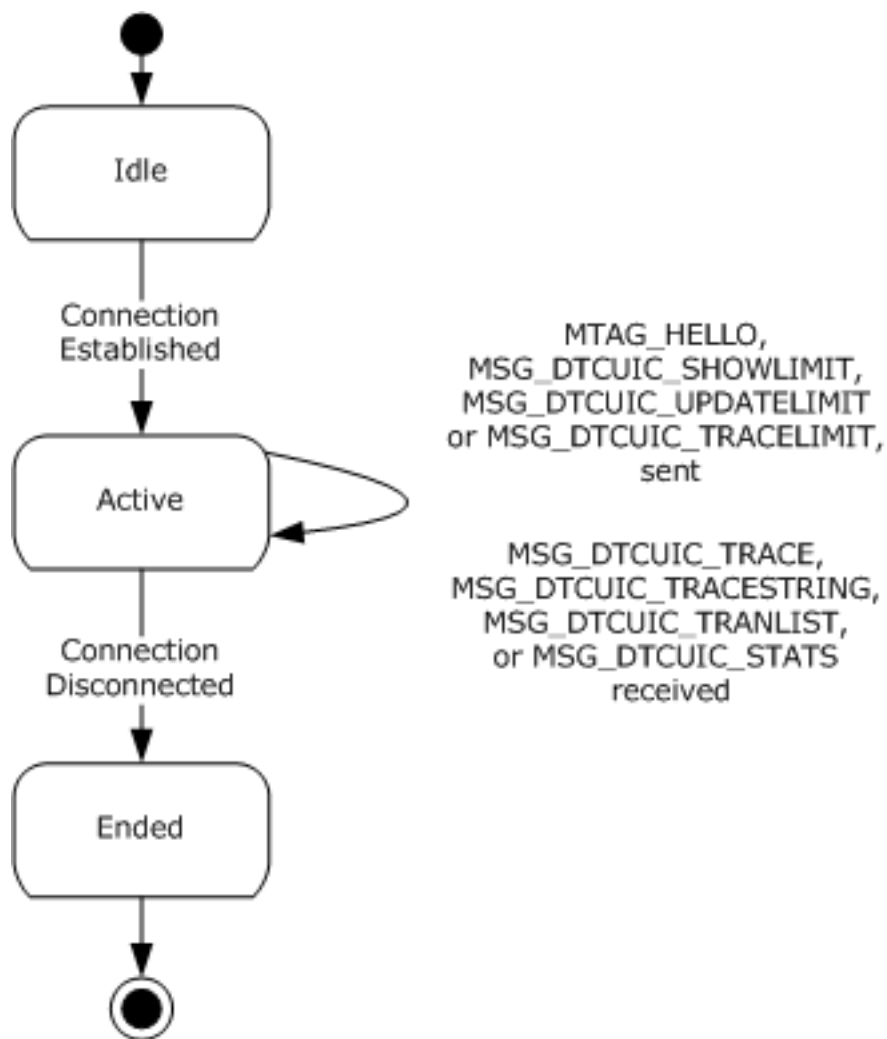 Idle
Connection
Established
MTAG_HELLO,
MSG_DTCUIC_SHOWLIMIT,
MSG_DTCUIC_UPDATELIMIT
or MSG_DTCUIC_TRACELIMIT,
sent
Active
MSG_DTCUIC_TRACE,
MSG_DTCUIC_TRACESTRING,
MSG_DTCUIC_TRANLIST,
or MSG_DTCUIC_STATS
received
Connection
Disconnected
Ended